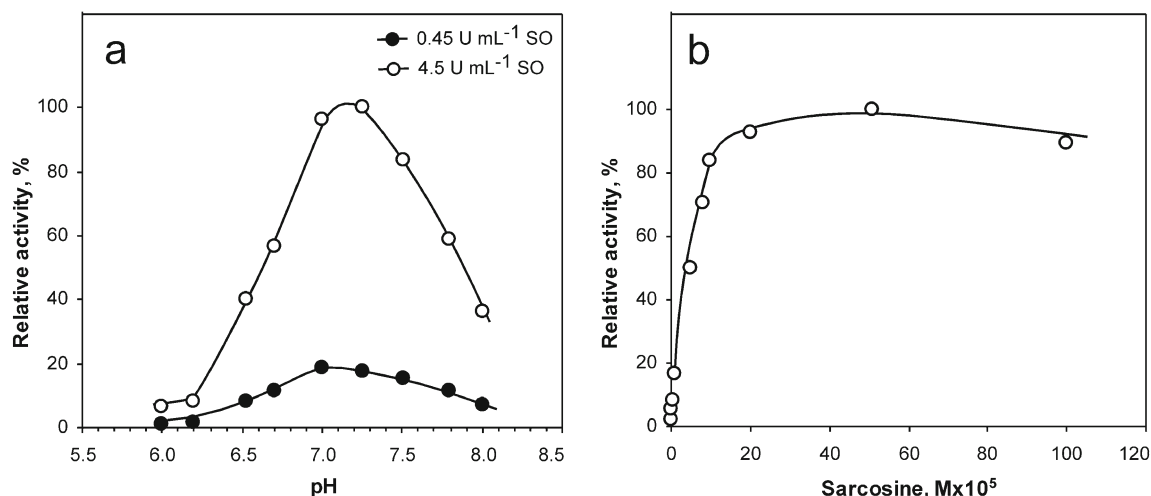 a
0.45 U mL⁻¹ SO
4.5 U mL⁻¹ SO
100
80
60
40
20
0
5.5 6.0 6.5 7.0 7.5 8.0 8.5
pH
Relative activity, %
b
120
100
80
60
40
20
0
0 20 40 60 80 100 120
Sarcosine, Mx10⁵
Relative activity, %